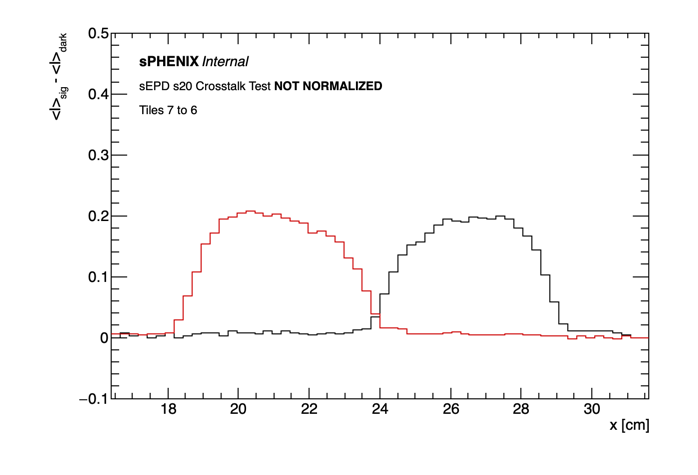 0.5
<I>sig - <I>dark
sPHENIX Internal
sEPD s20 Crosstalk Test NOT NORMALIZED
0.4
Tiles 7 to 6
0.3
0.2
0.1
0
−0.1
18 20 22 24 26 28 30
x [cm]